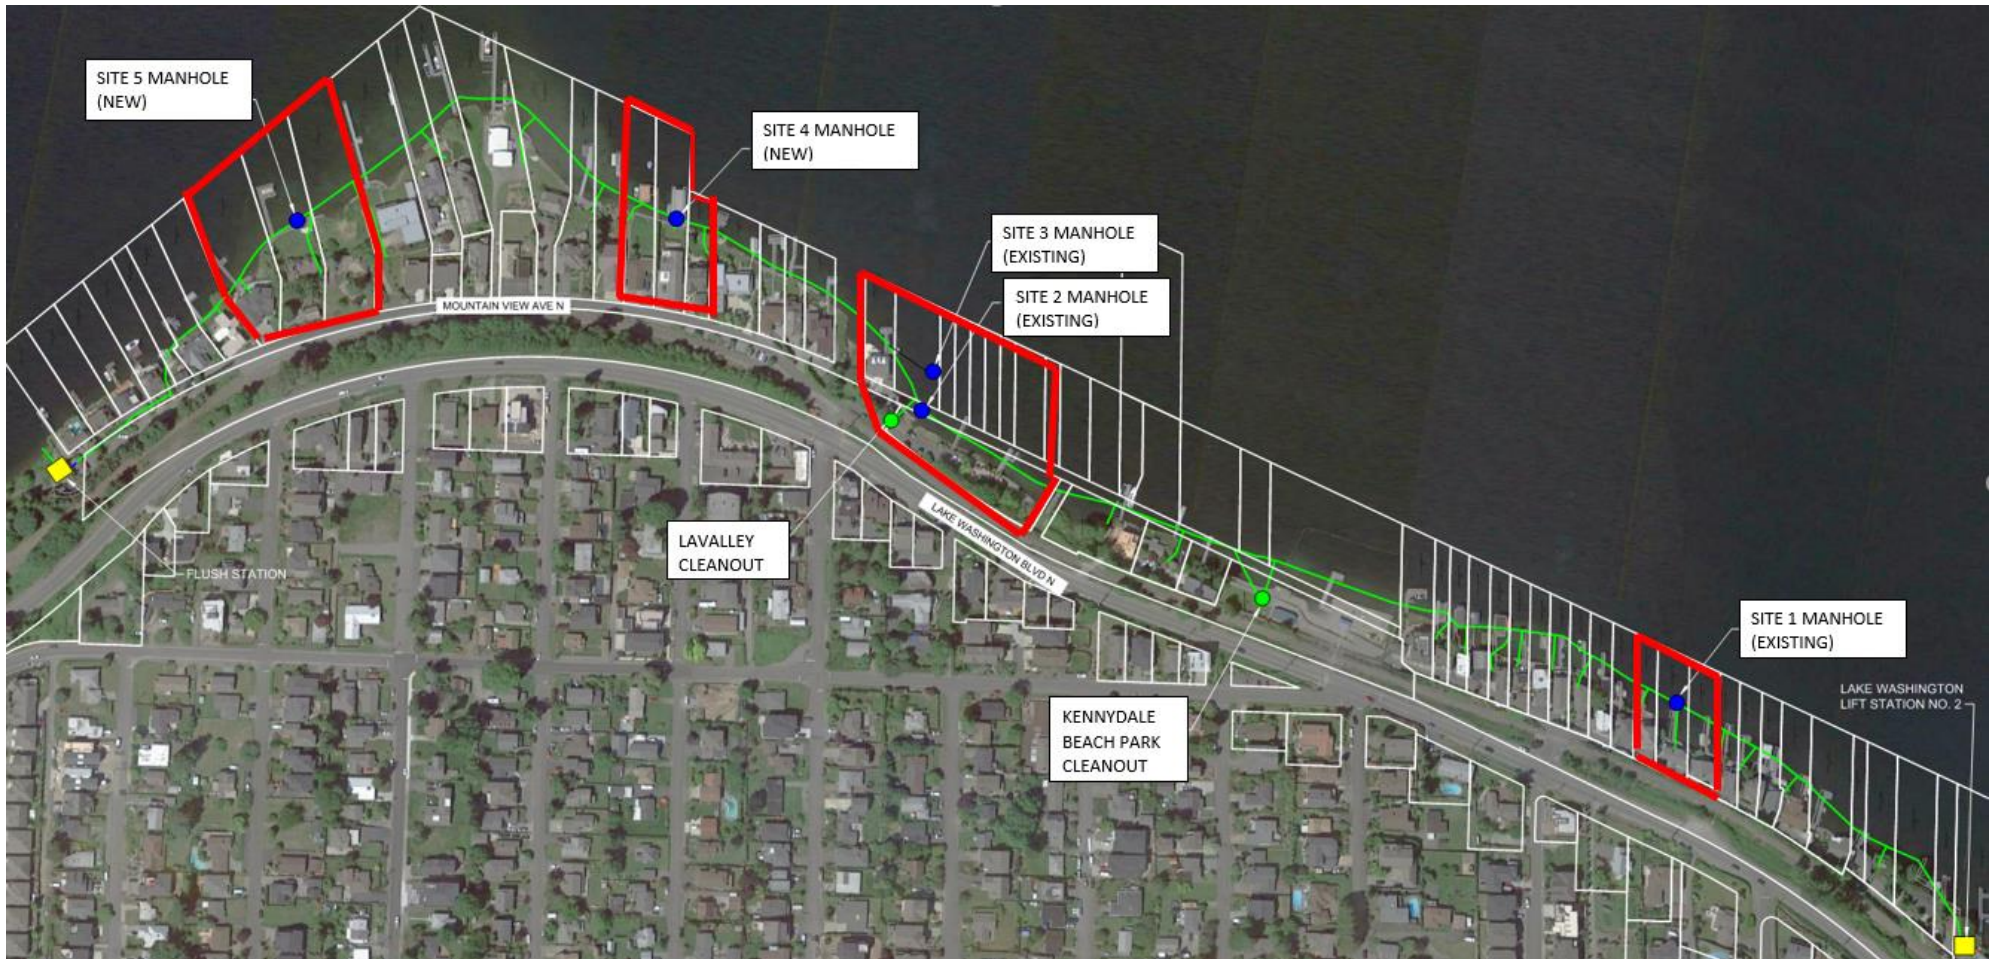 SITE 5 MANHOLE
(NEW)
SITE 4 MANHOLE
(NEW)
SITE 3 MANHOLE
(EXISTING)
SITE 2 MANHOLE
(EXISTING)
MOUNTAIN VIEW AVE N
LAKE WASHINGTON BLVD N
LAVALLEY
CLEANOUT
FLUSH STATION
SITE 1 MANHOLE
(EXISTING)
KENNYDALE
BEACH PARK
CLEANOUT
LAKE WASHINGTON
LIFT STATION NO. 2